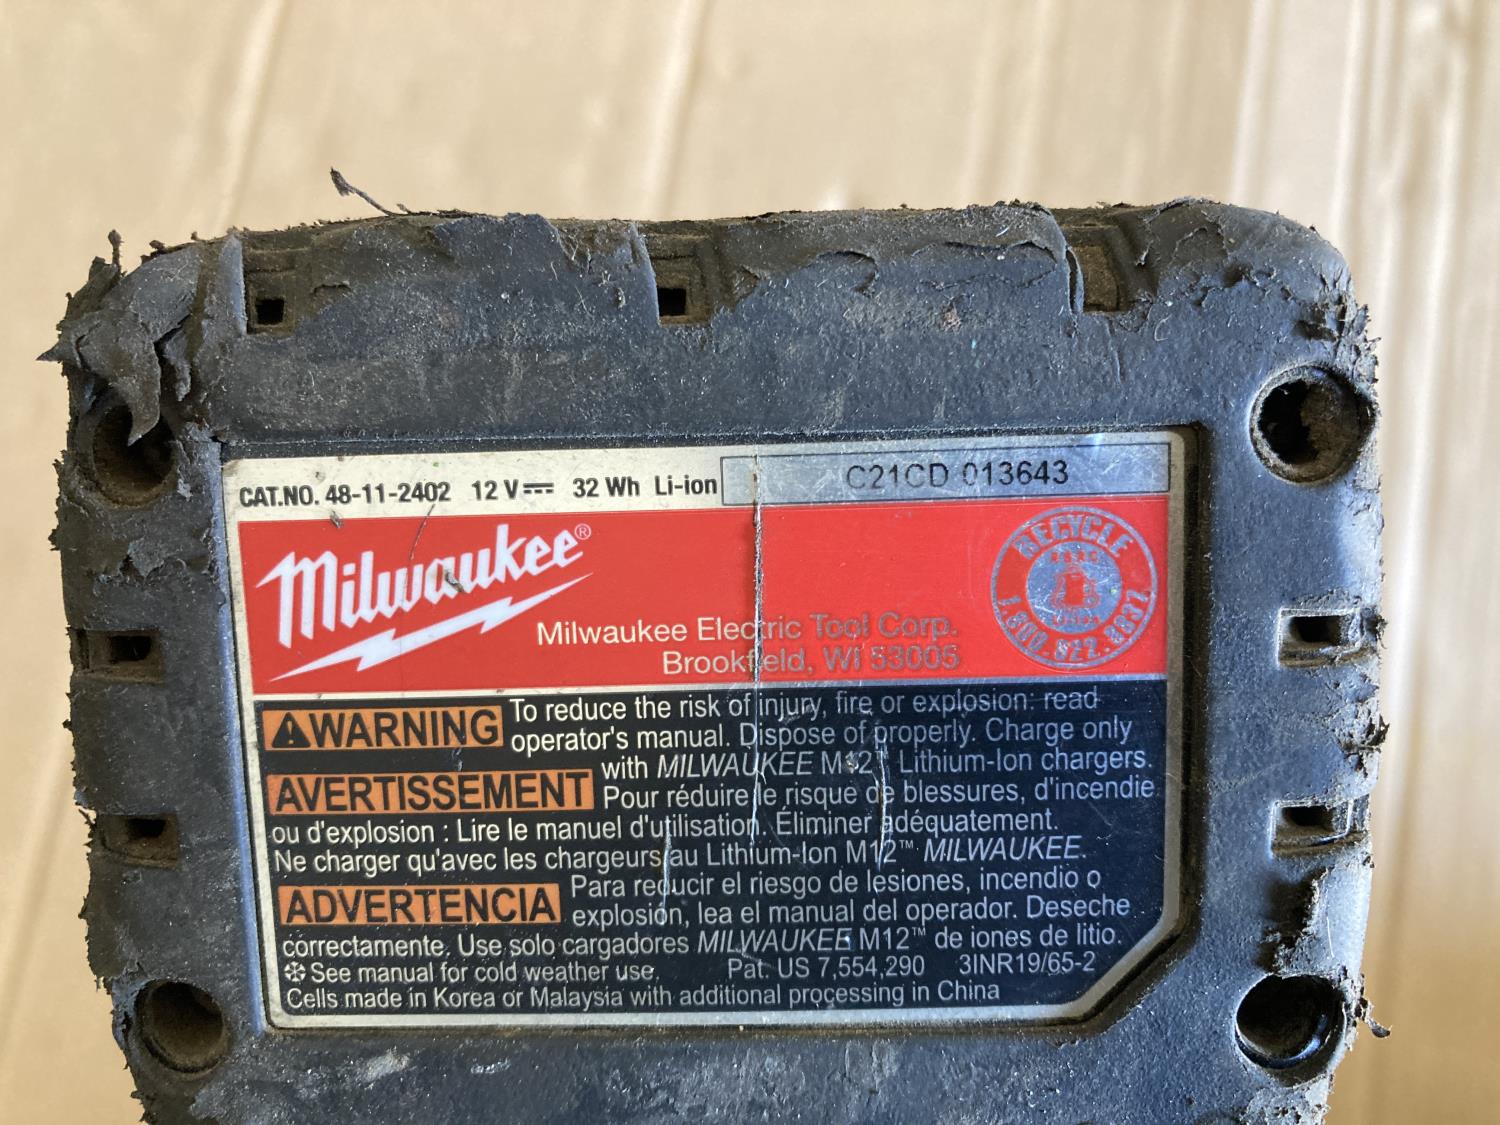 CAT.NO. 48-11-2402 12 V 32 Wh Li-ion C21CD 013643
Milwaukee®
RECYCLE
1.800.822.8837
Milwaukee Electric Tool Corp.
Brookfield, WI 53005
WARNING To reduce the risk of injury, fire or explosion: read
operator's manual. Dispose of properly. Charge only
with MILWAUKEE M12™ Lithium-Ion chargers.
AVERTISSEMENT Pour réduire le risque de blessures, d'incendie
ou d'explosion : Lire le manuel d'utilisation. Éliminer adéquatement.
Ne charger qu'avec les chargeurs au Lithium-Ion M12™ MILWAUKEE.
ADVERTENCIA Para reducir el riesgo de lesiones, incendio o
explosión, lea el manual del operador. Deseche
correctamente. Use solo cargadores MILWAUKEE M12™ de iones de litio.
See manual for cold weather use. Pat. US 7,554,290 3INR19/65-2
Cells made in Korea or Malaysia with additional processing in China